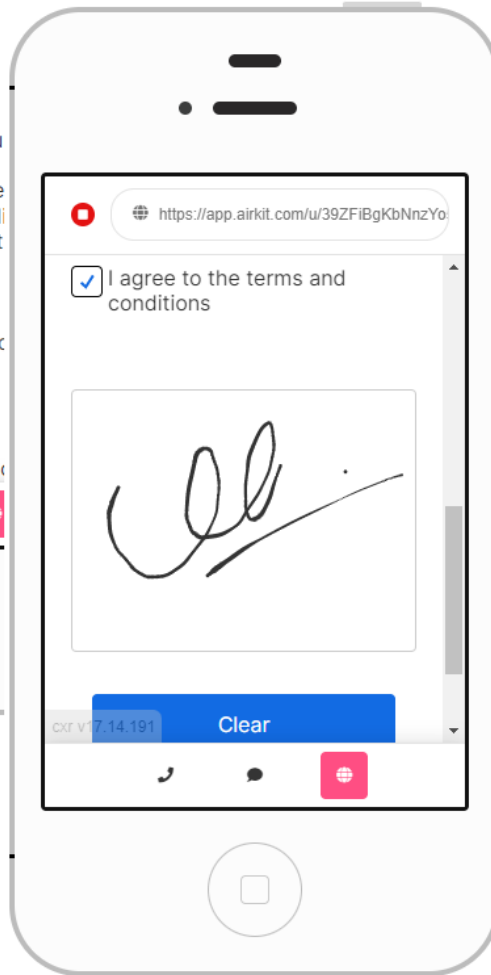 https://app.airkit.com/u/39ZFiBgKbNnzYo
I agree to the terms and
conditions
Clear
cxr v17.14.191